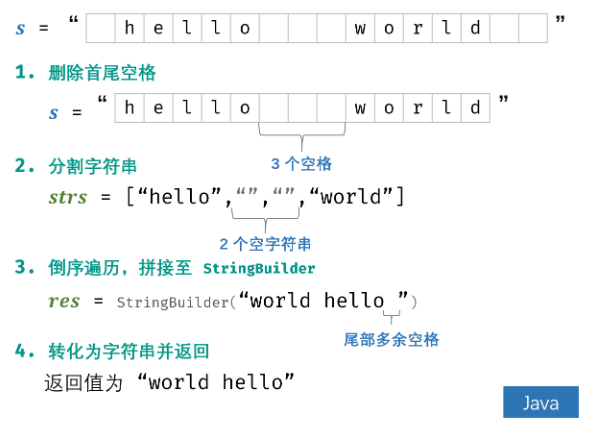 s = “ h e l l o w o r l d ”
1. 删除首尾空格
s = “ h e l l o w o r l d ”
3 个空格
2. 分割字符串
strs = [“hello”,“”,“”,“world”]
2 个空字符串
3. 倒序遍历，拼接至 StringBuilder
res = StringBuilder(“world hello ”)
尾部多余空格
4. 转化为字符串并返回
返回值为 “world hello”
Java